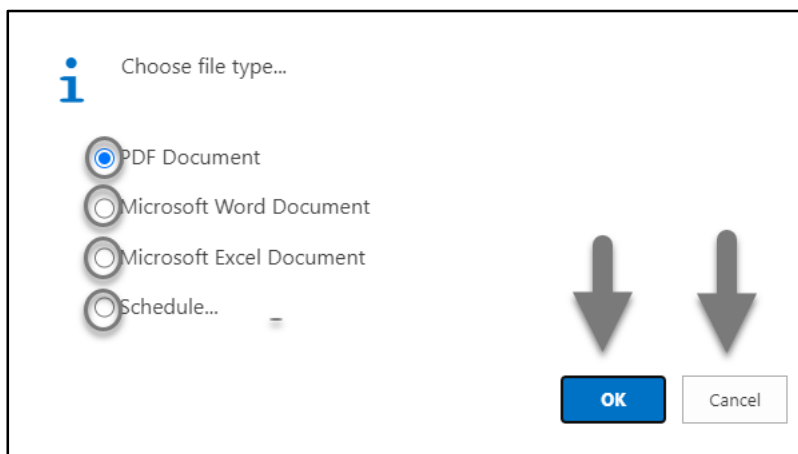 Choose file type...
PDF Document
Microsoft Word Document
Microsoft Excel Document
Schedule...
OK
Cancel